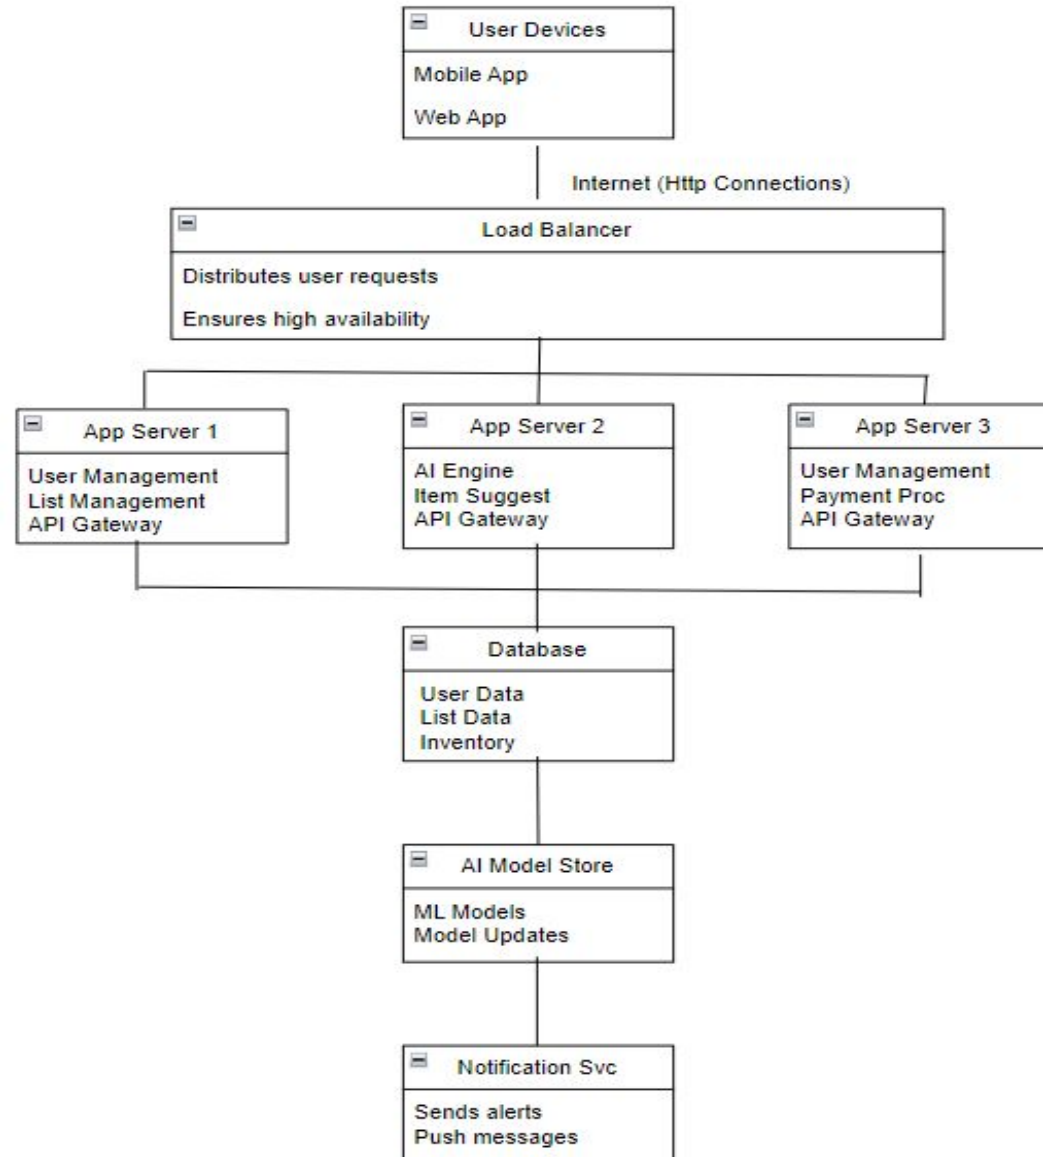 User Devices
Mobile App
Web App
Internet (Http Connections)
Load Balancer
Distributes user requests
Ensures high availability
App Server 1
User Management
List Management
API Gateway
App Server 2
AI Engine
Item Suggest
API Gateway
App Server 3
User Management
Payment Proc
API Gateway
Database
User Data
List Data
Inventory
AI Model Store
ML Models
Model Updates
Notification Svc
Sends alerts
Push messages